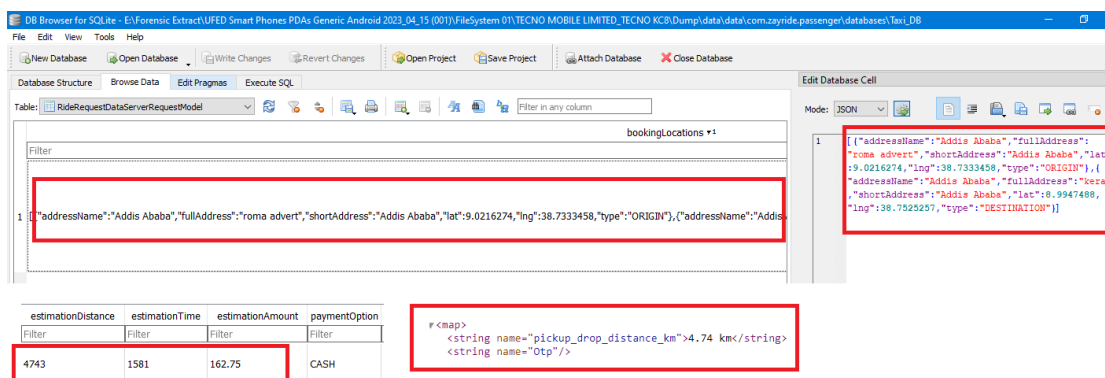 DB Browser for SQLite - E:\Forensic Extract\UFED Smart Phones PDAs Generic Android 2023_04_15 (001)\FileSystem 01\TECNO MOBILE LIMITED_TECNO KC8\Dump\data\data\com.zayride.passenger\databases\Taxi_DB
File Edit View Tools Help
New Database Open Database Write Changes Revert Changes Open Project Save Project Attach Database Close Database
Database Structure Browse Data Edit Pragmas Execute SQL
Table: RideRequestDataServerRequestModel Filter in any column
bookingLocations ▼1
Filter
1 [{"addressName":"Addis Ababa","fullAddress":"roma advert","shortAddress":"Addis Ababa","lat":9.0216274,"lng":38.7333458,"type":"ORIGIN"},{"addressName":"Addis
Edit Database Cell
Mode: JSON
1 [{"addressName":"Addis Ababa","fullAddress":
"roma advert","shortAddress":"Addis Ababa","lat
:9.0216274,"lng":38.7333458,"type":"ORIGIN"},{
"addressName":"Addis Ababa","fullAddress":"kera
,"shortAddress":"Addis Ababa","lat":8.9947488,
"lng":38.7525257,"type":"DESTINATION"}]
estimationDistance estimationTime estimationAmount paymentOption
Filter Filter Filter Filter
4743 1581 162.75 CASH
▼<map>
<string name="pickup_drop_distance_km">4.74 km</string>
<string name="Otp"/>